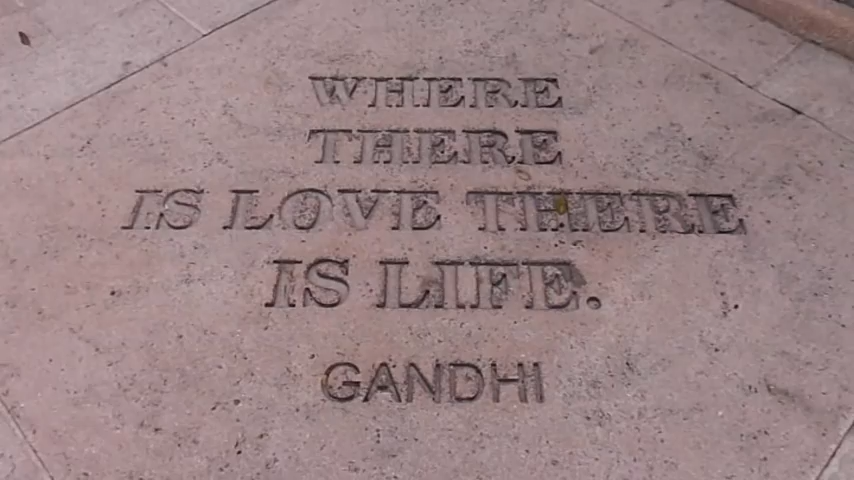 WHERE
THERE
IS LOVE THERE
IS LIFE.
GANDHI